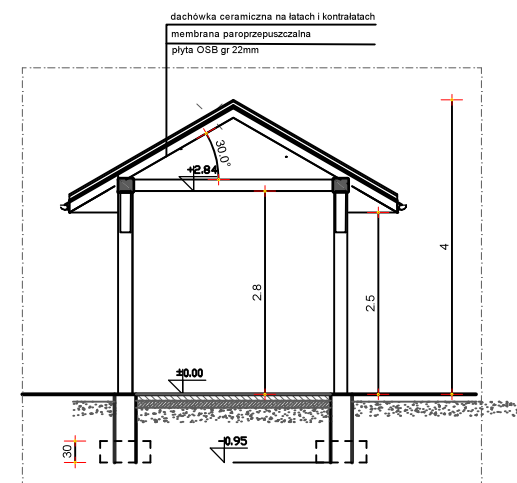 dachówka ceramiczna na łatach i kontrałatach
membrana paroprzepuszczalna
płyta OSB gr 22mm
30.0°
+2.84
4
2.8
2.5
±0.00
30
-0.95